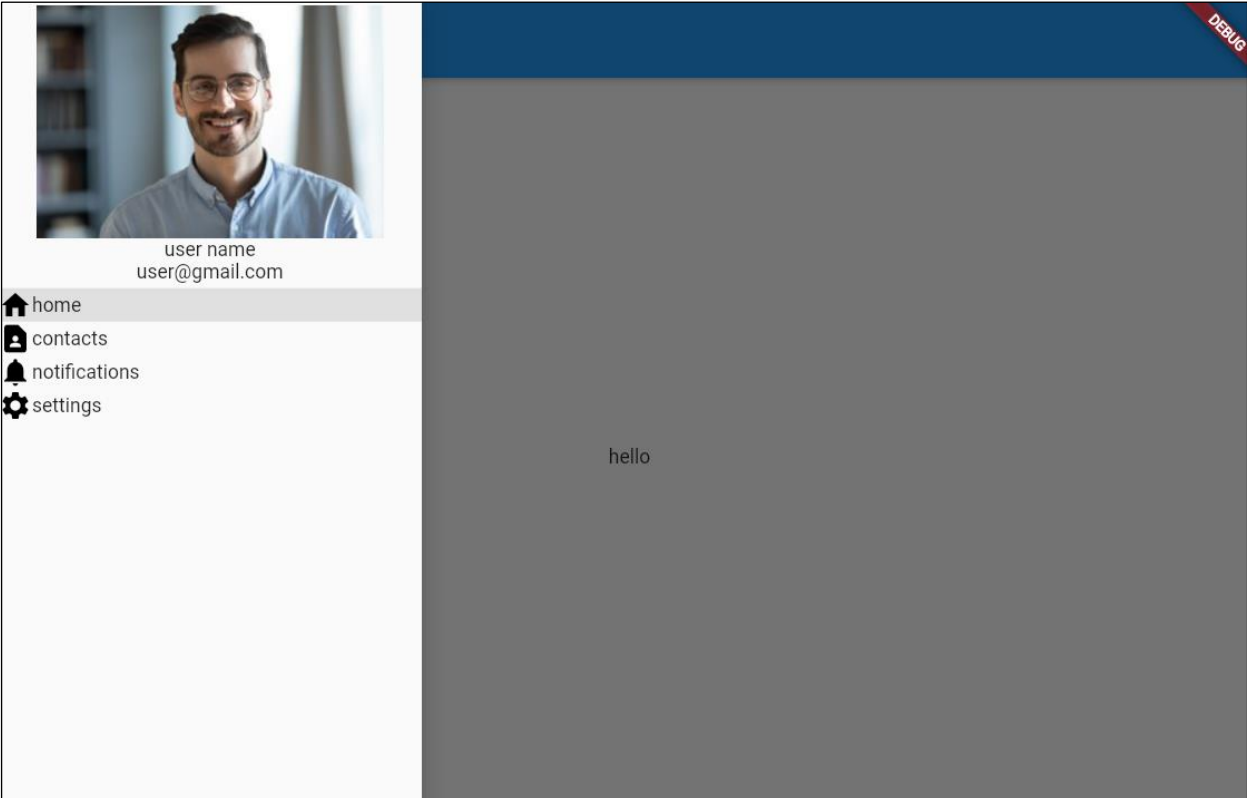 DEBUG
user name
user@gmail.com
home
contacts
notifications
settings
hello